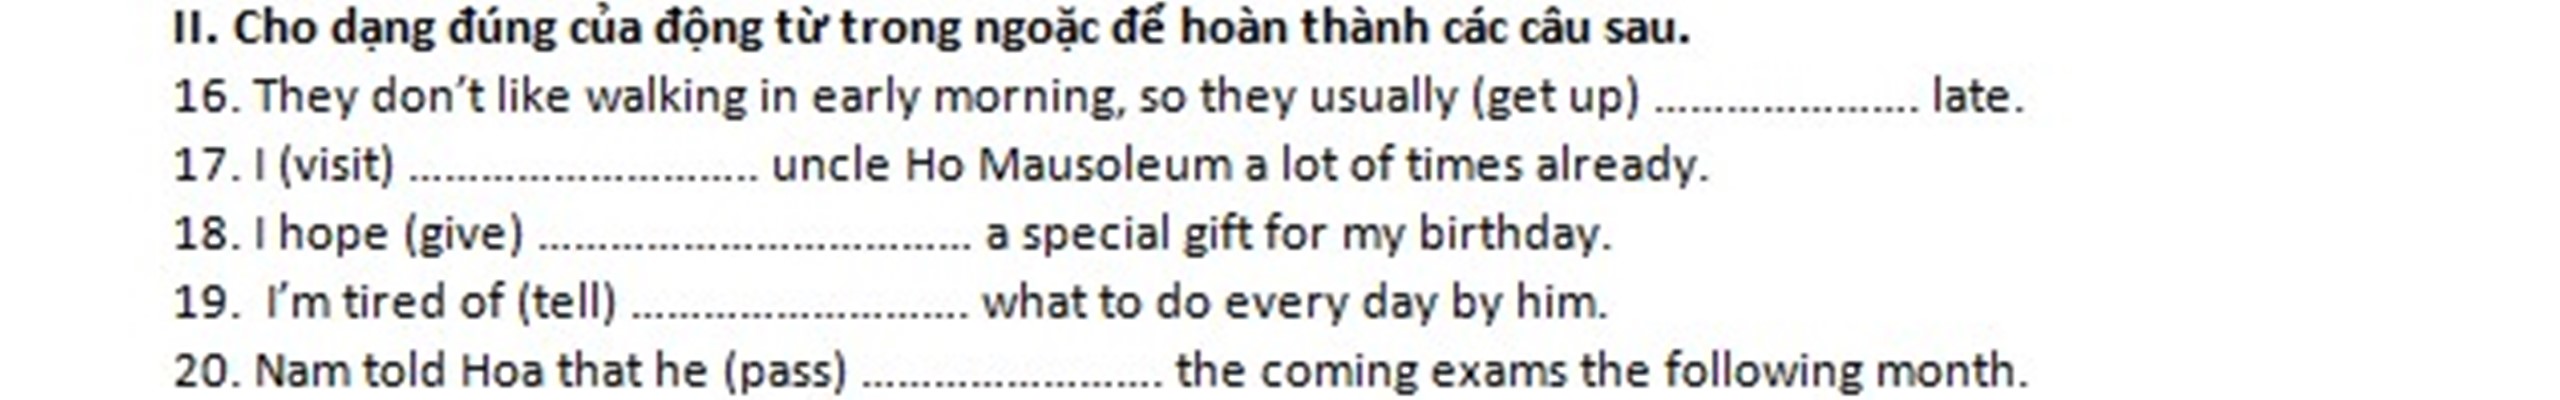 II. Cho dạng đúng của động từ trong ngoặc để hoàn thành các câu sau.
16. They don't like walking in early morning, so they usually (get up) ...................... late.
17. I (visit) ............................. uncle Ho Mausoleum a lot of times already.
18. I hope (give) .................................... a special gift for my birthday.
19. I'm tired of (tell) ............................ what to do every day by him.
20. Nam told Hoa that he (pass) ......................... the coming exams the following month.